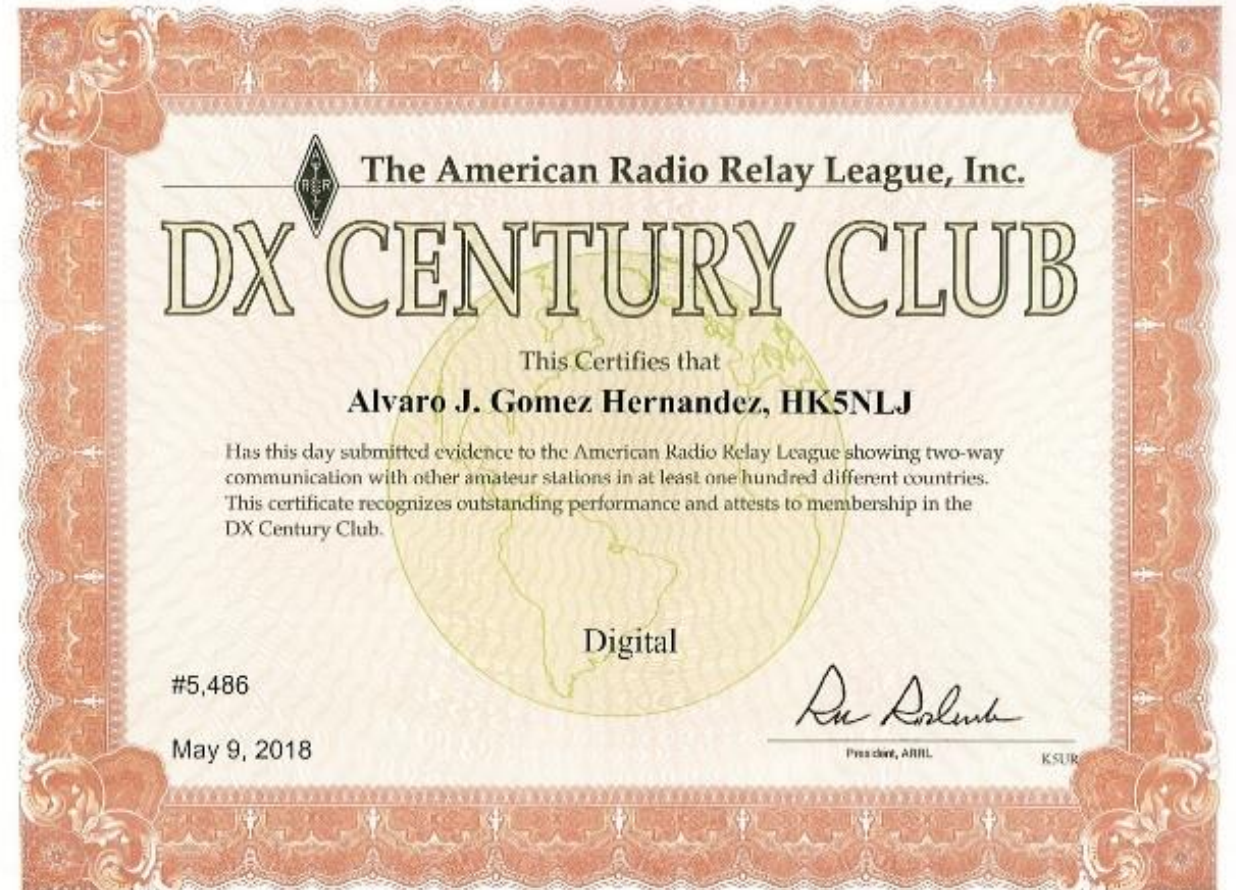 The American Radio Relay League, Inc.
DX CENTURY CLUB
This Certifies that
Alvaro J. Gomez Hernandez, HK5NLJ
Has this day submitted evidence to the American Radio Relay League showing two-way
communication with other amateur stations in at least one hundred different countries.
This certificate recognizes outstanding performance and attests to membership in the
DX Century Club.
Digital
#5,486
May 9, 2018
President, ARRL
K5UR